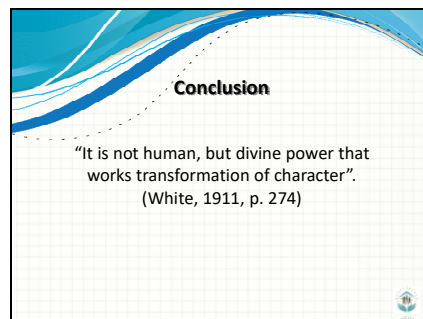 Conclusion
“It is not human, but divine power that
works transformation of character”.
(White, 1911, p. 274)